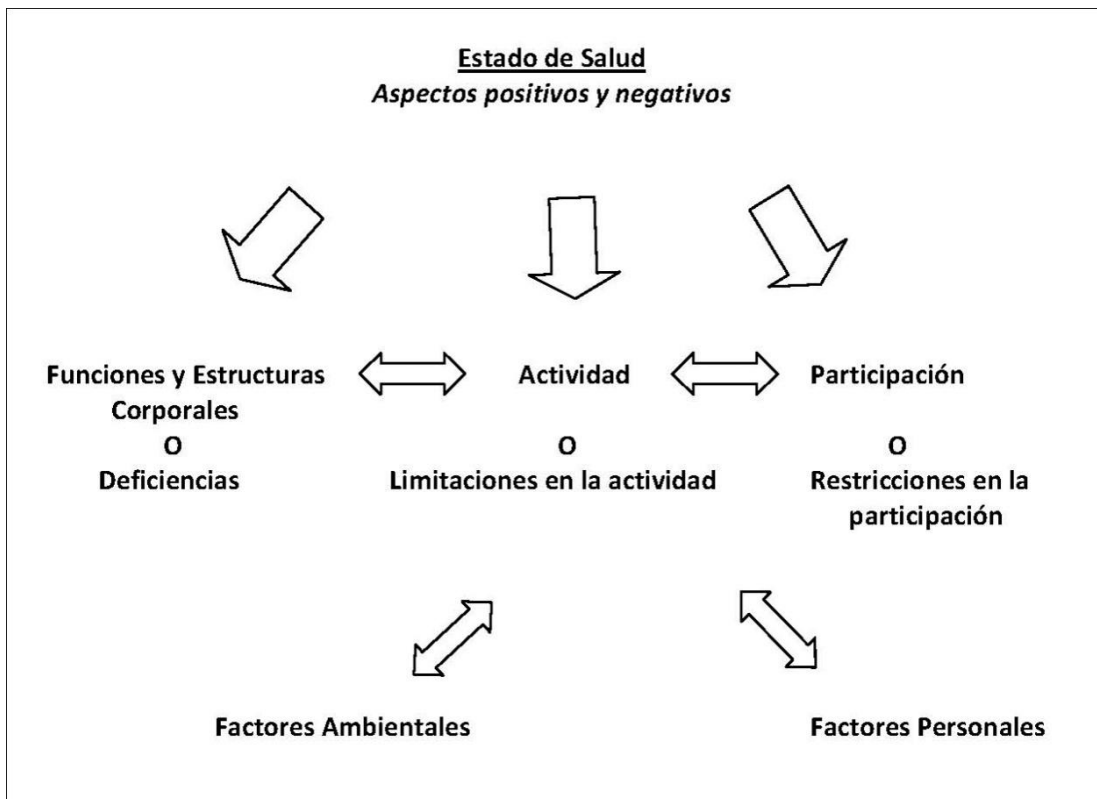 Estado de Salud
Aspectos positivos y negativos
Funciones y Estructuras
Corporales
O
Deficiencias
Actividad
O
Limitaciones en la actividad
Participación
O
Restricciones en la
participación
Factores Ambientales
Factores Personales